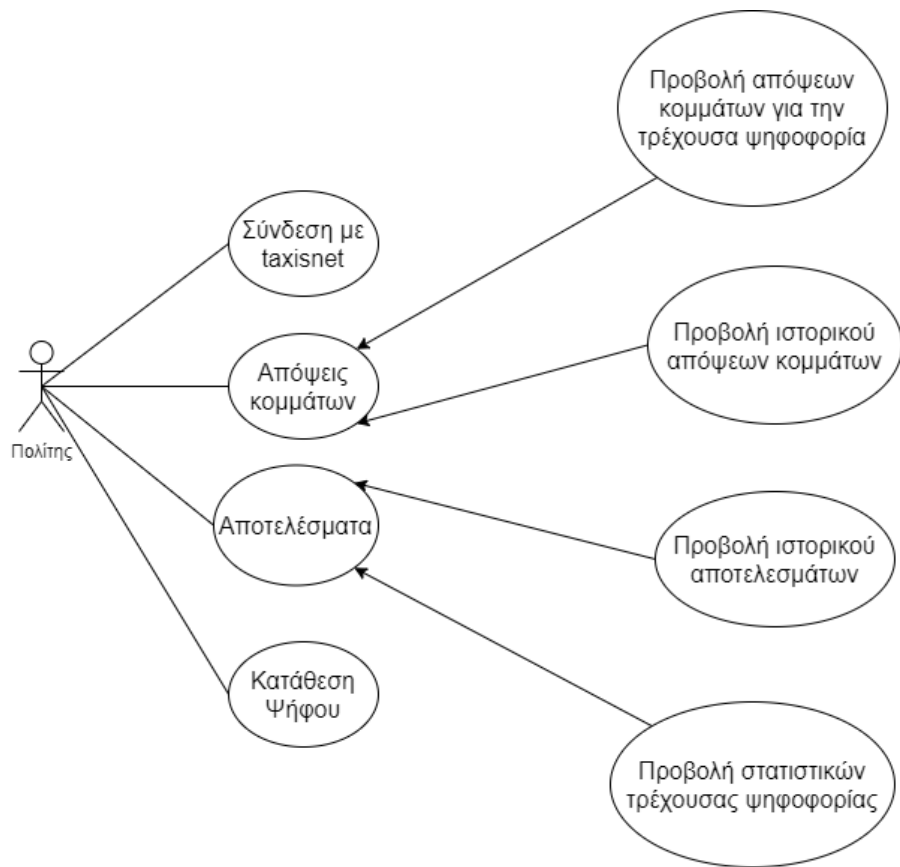 Προβολή απόψεων
κομμάτων για την
τρέχουσα ψηφοφορία
Σύνδεση με
taxisnet
Προβολή ιστορικού
απόψεων κομμάτων
Απόψεις
κομμάτων
Πολίτης
Αποτελέσματα
Προβολή ιστορικού
αποτελεσμάτων
Κατάθεση
Ψήφου
Προβολή στατιστικών
τρέχουσας ψηφοφορίας